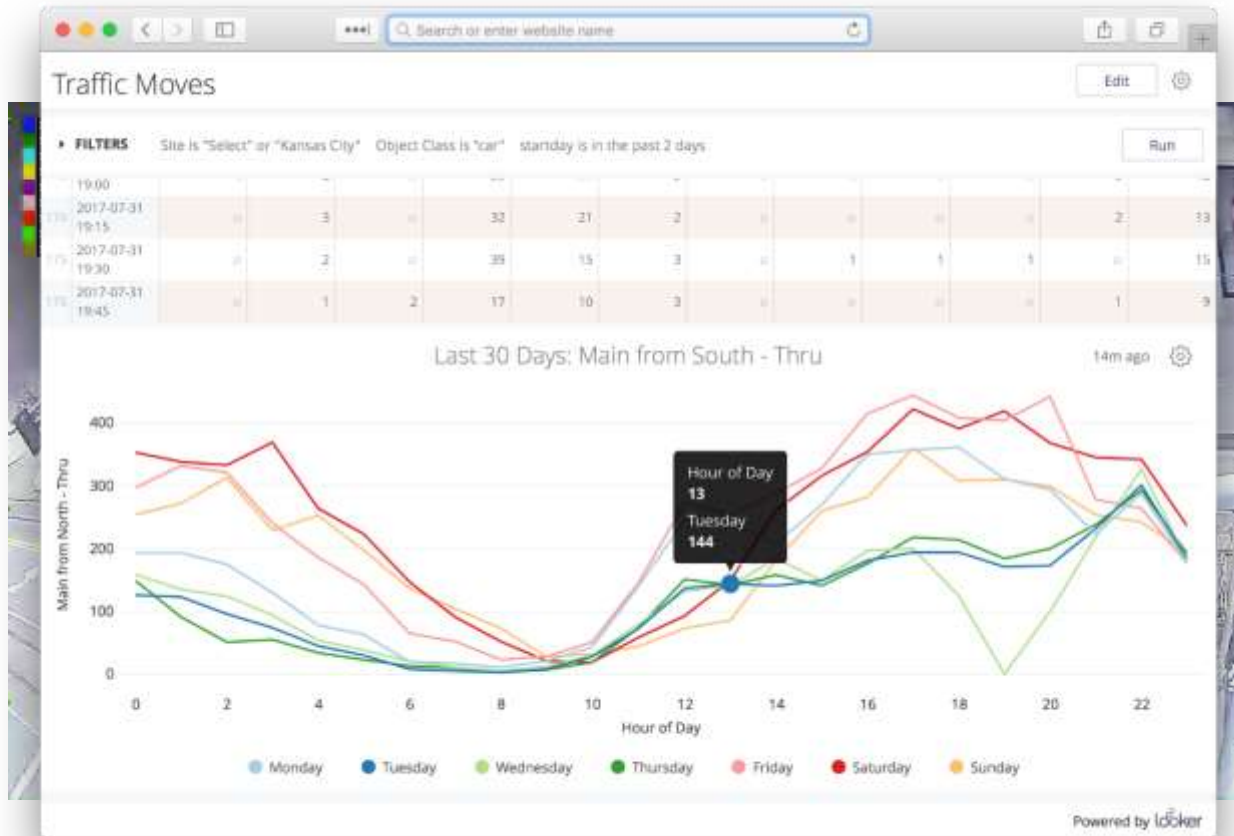 Search or enter website name
Traffic Moves
Edit
FILTERS Site is "Select" or "Kansas City" Object Class is "car" startday is in the past 2 days
Run
19:00
2017-07-31
19:15
3 0 32 21 2 2 13
2017-07-31
19:30
2 39 15 3 1 1 1 15
2017-07-31
19:45
1 2 17 10 3 1 9
Last 30 Days: Main from South - Thru
14m ago
Main from North - Thru
400
300
200
100
0
Hour of Day
13
Tuesday
144
0 2 4 6 8 10 12 14 16 18 20 22
Hour of Day
Monday Tuesday Wednesday Thursday Friday Saturday Sunday
Powered by looker